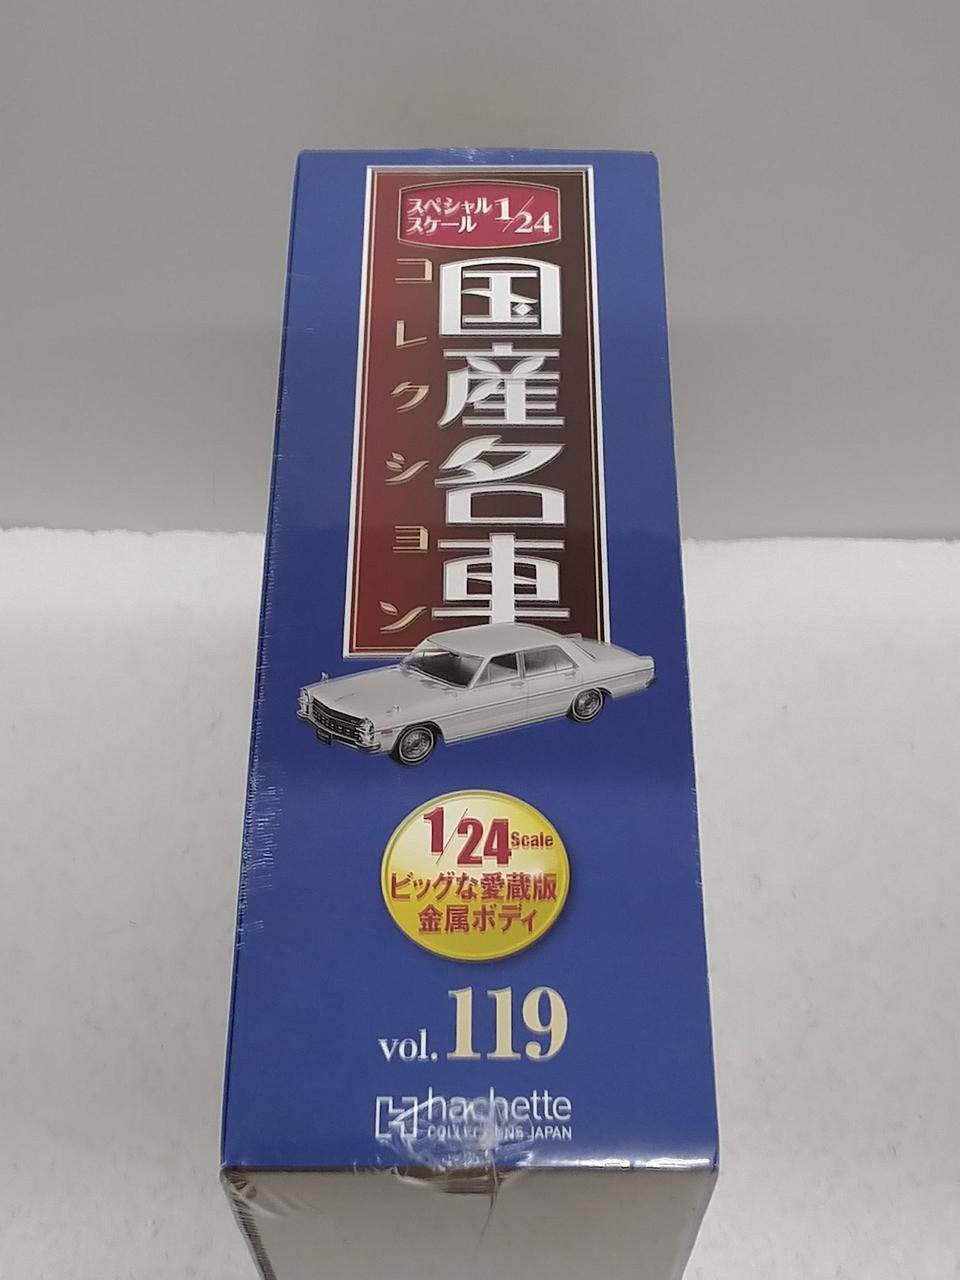 スペシャル
スケール 1/24
国産名車
コレクション
1/24 Scale
ビッグな愛蔵版
金属ボディ
vol. 119
hachette
COLLECTIONS JAPAN